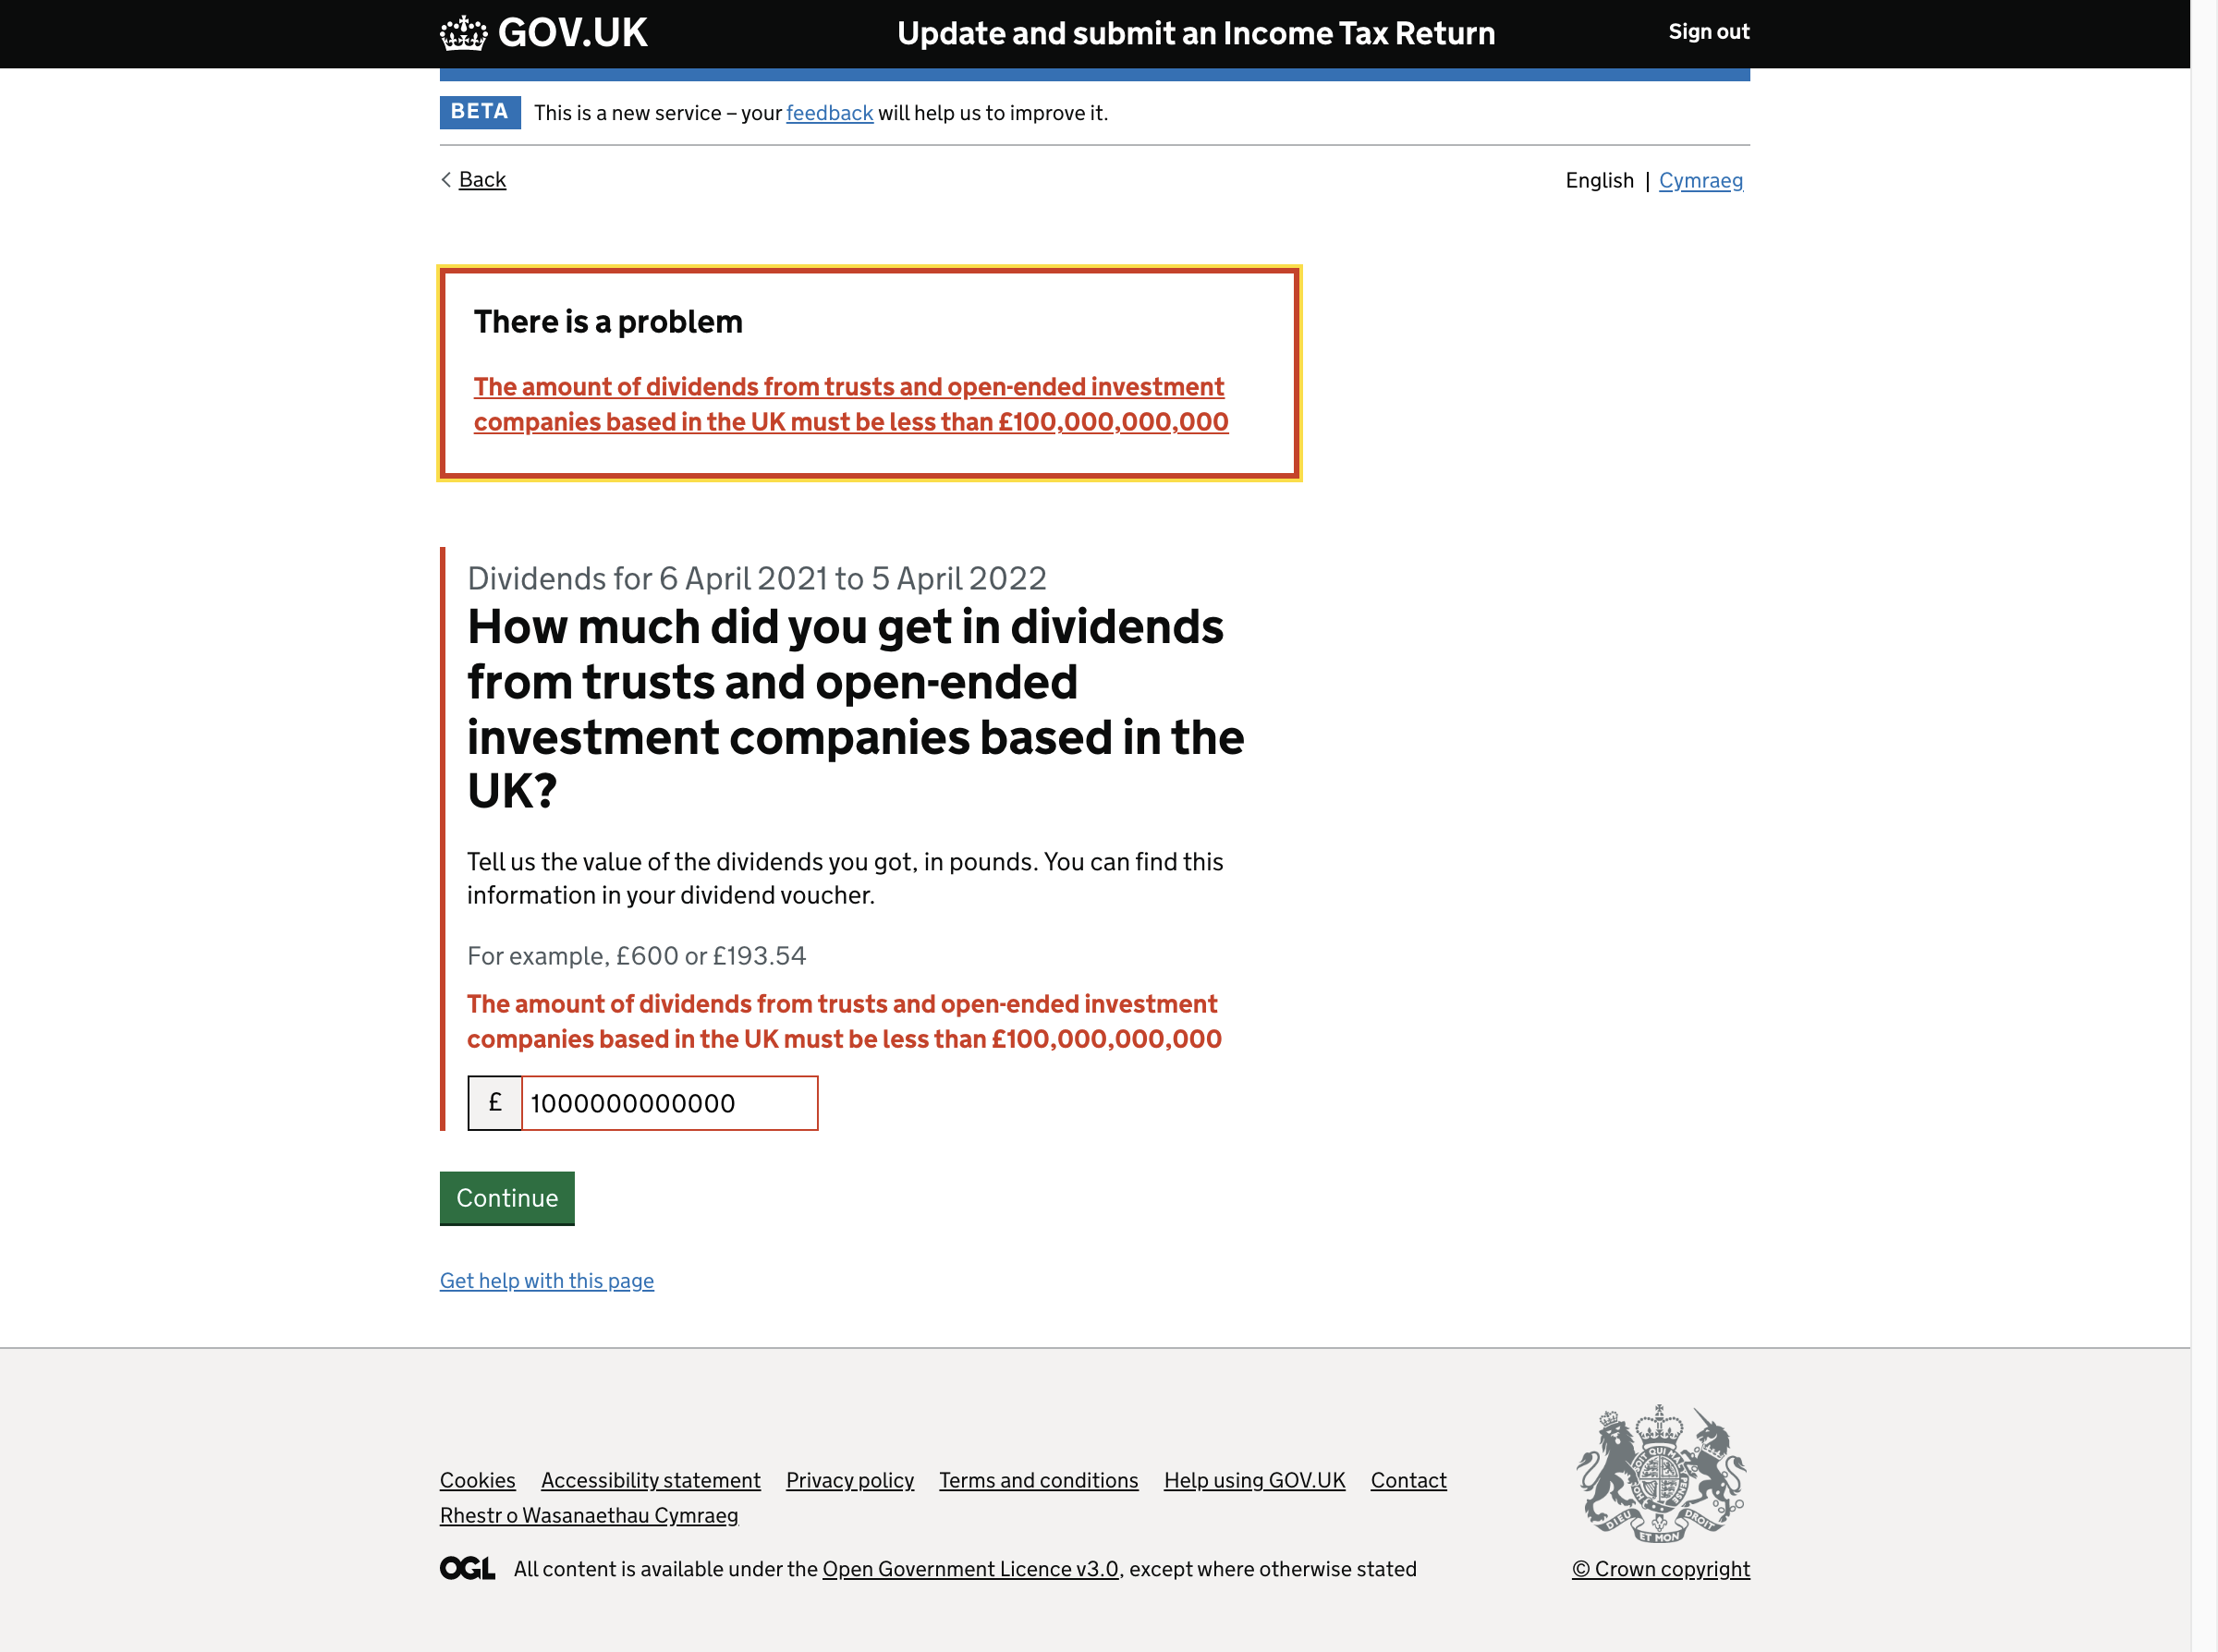 GOV.UK
Update and submit an Income Tax Return
Sign out
BETA
This is a new service – your feedback will help us to improve it.
Back
English | Cymraeg
There is a problem
The amount of dividends from trusts and open-ended investment
companies based in the UK must be less than £100,000,000,000
Dividends for 6 April 2021 to 5 April 2022
How much did you get in dividends
from trusts and open-ended
investment companies based in the
UK?
Tell us the value of the dividends you got, in pounds. You can find this
information in your dividend voucher.
For example, £600 or £193.54
The amount of dividends from trusts and open-ended investment
companies based in the UK must be less than £100,000,000,000
£ 1000000000000
Continue
Get help with this page
Cookies Accessibility statement Privacy policy Terms and conditions Help using GOV.UK Contact
Rhestr o Wasanaethau Cymraeg
DIEU ET MON DROIT
OGL All content is available under the Open Government Licence v3.0, except where otherwise stated
© Crown copyright